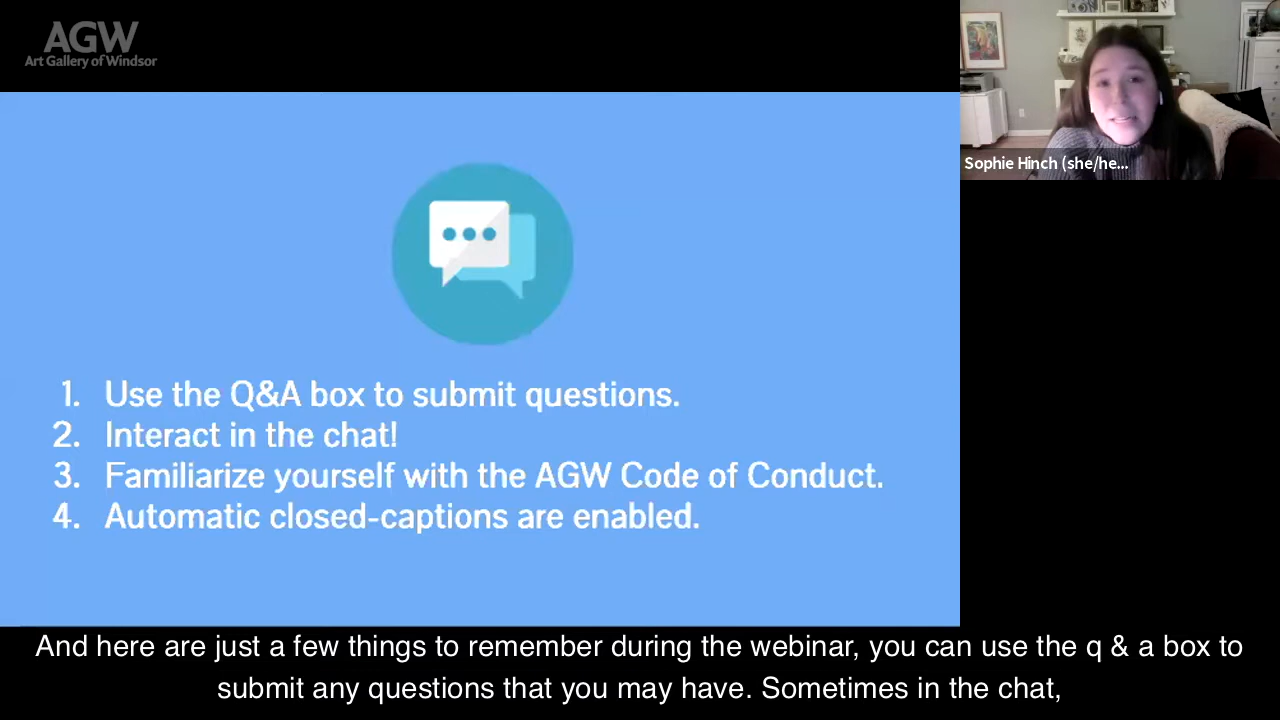 AGW
Art Gallery of Windsor
Sophie Hinch (she/he...
1. Use the Q&A box to submit questions.
2. Interact in the chat!
3. Familiarize yourself with the AGW Code of Conduct.
4. Automatic closed-captions are enabled.
And here are just a few things to remember during the webinar, you can use the q & a box to
submit any questions that you may have. Sometimes in the chat,